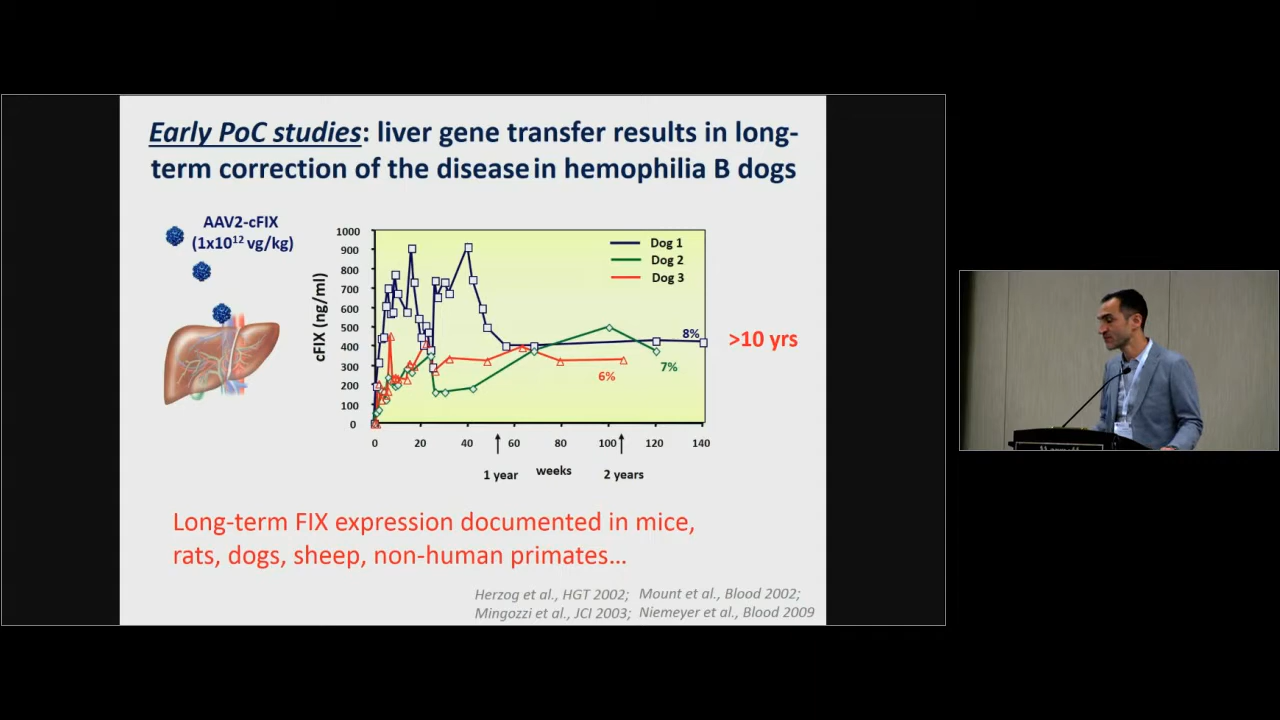 Early PoC studies: liver gene transfer results in long-
term correction of the disease in hemophilia B dogs
AAV2-cFIX
(1x10¹² vg/kg)
cFIX (ng/ml)
1000
900
800
700
600
500
400
300
200
100
0
Dog 1
Dog 2
Dog 3
8%
7%
6%
>10 yrs
0 20 40 60 80 100 120 140
1 year weeks 2 years
Long-term FIX expression documented in mice,
rats, dogs, sheep, non-human primates...
Herzog et al., HGT 2002; Mount et al., Blood 2002;
Mingozzi et al., JCI 2003; Niemeyer et al., Blood 2009